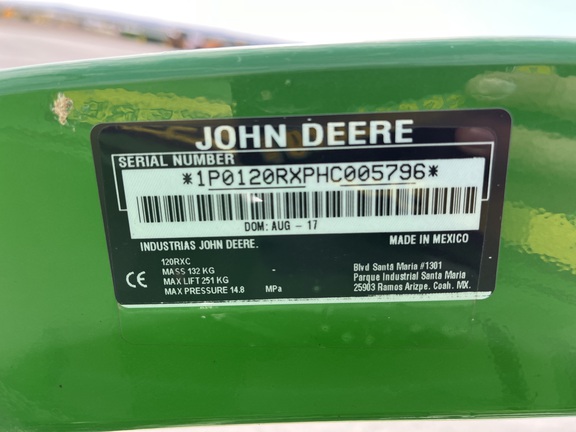 JOHN DEERE
SERIAL NUMBER
*1P0120RXPHC005796*
DOM: AUG - 17
INDUSTRIAS JOHN DEERE. MADE IN MEXICO
120RXC
MASS 132 KG
MAX LIFT 251 KG
MAX PRESSURE 14.8 MPa
CE
Blvd Santa Maria #1301
Parque Industrial Santa Maria
25903 Ramos Arizpe. Coah. MX.